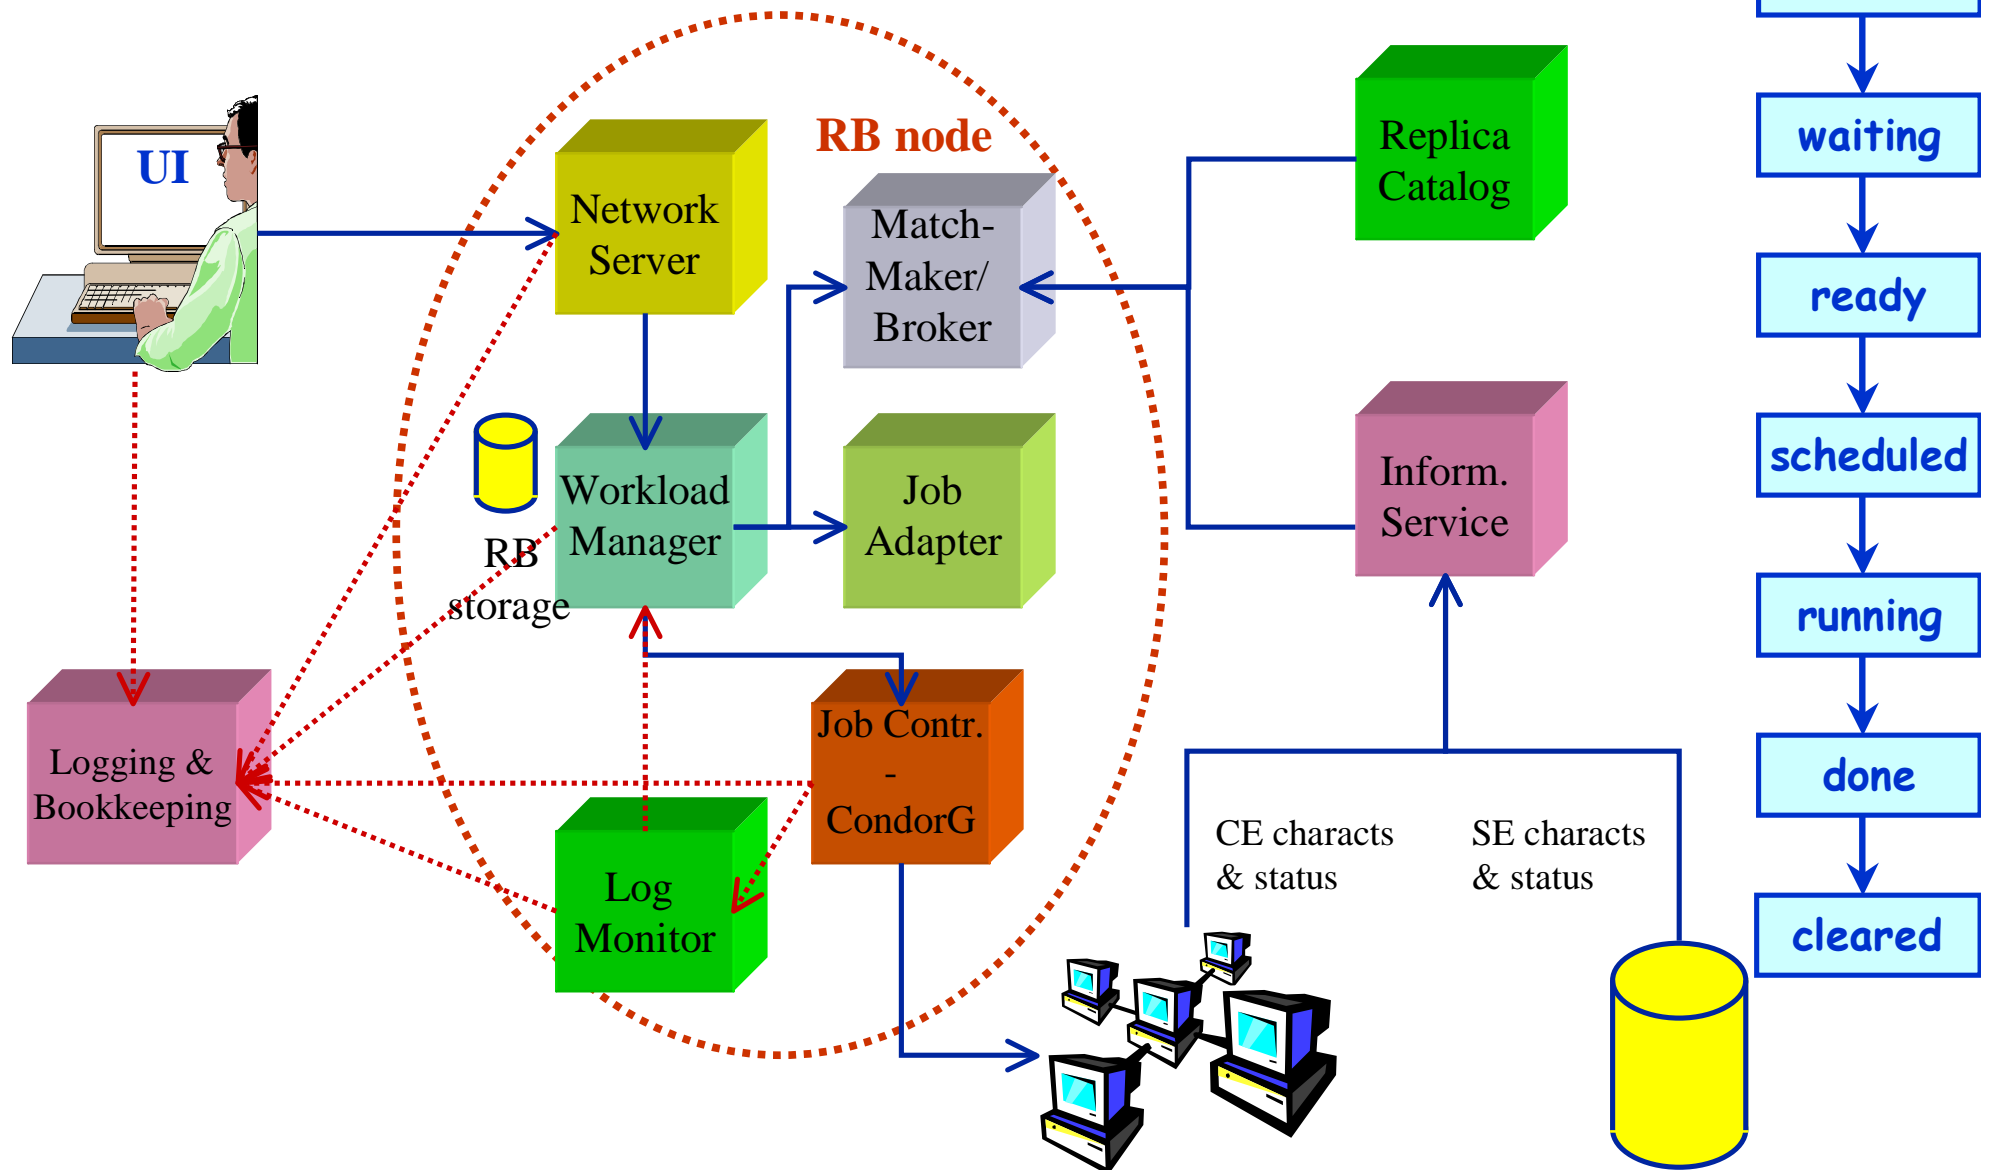 UI
RB node
Network
Server
Match-
Maker/
Broker
Replica
Catalog
Workload
Manager
RB
storage
Job
Adapter
Inform.
Service
Logging &
Bookkeeping
Job Contr.
-
CondorG
Log
Monitor
CE characts
& status
SE characts
& status
waiting
ready
scheduled
running
done
cleared